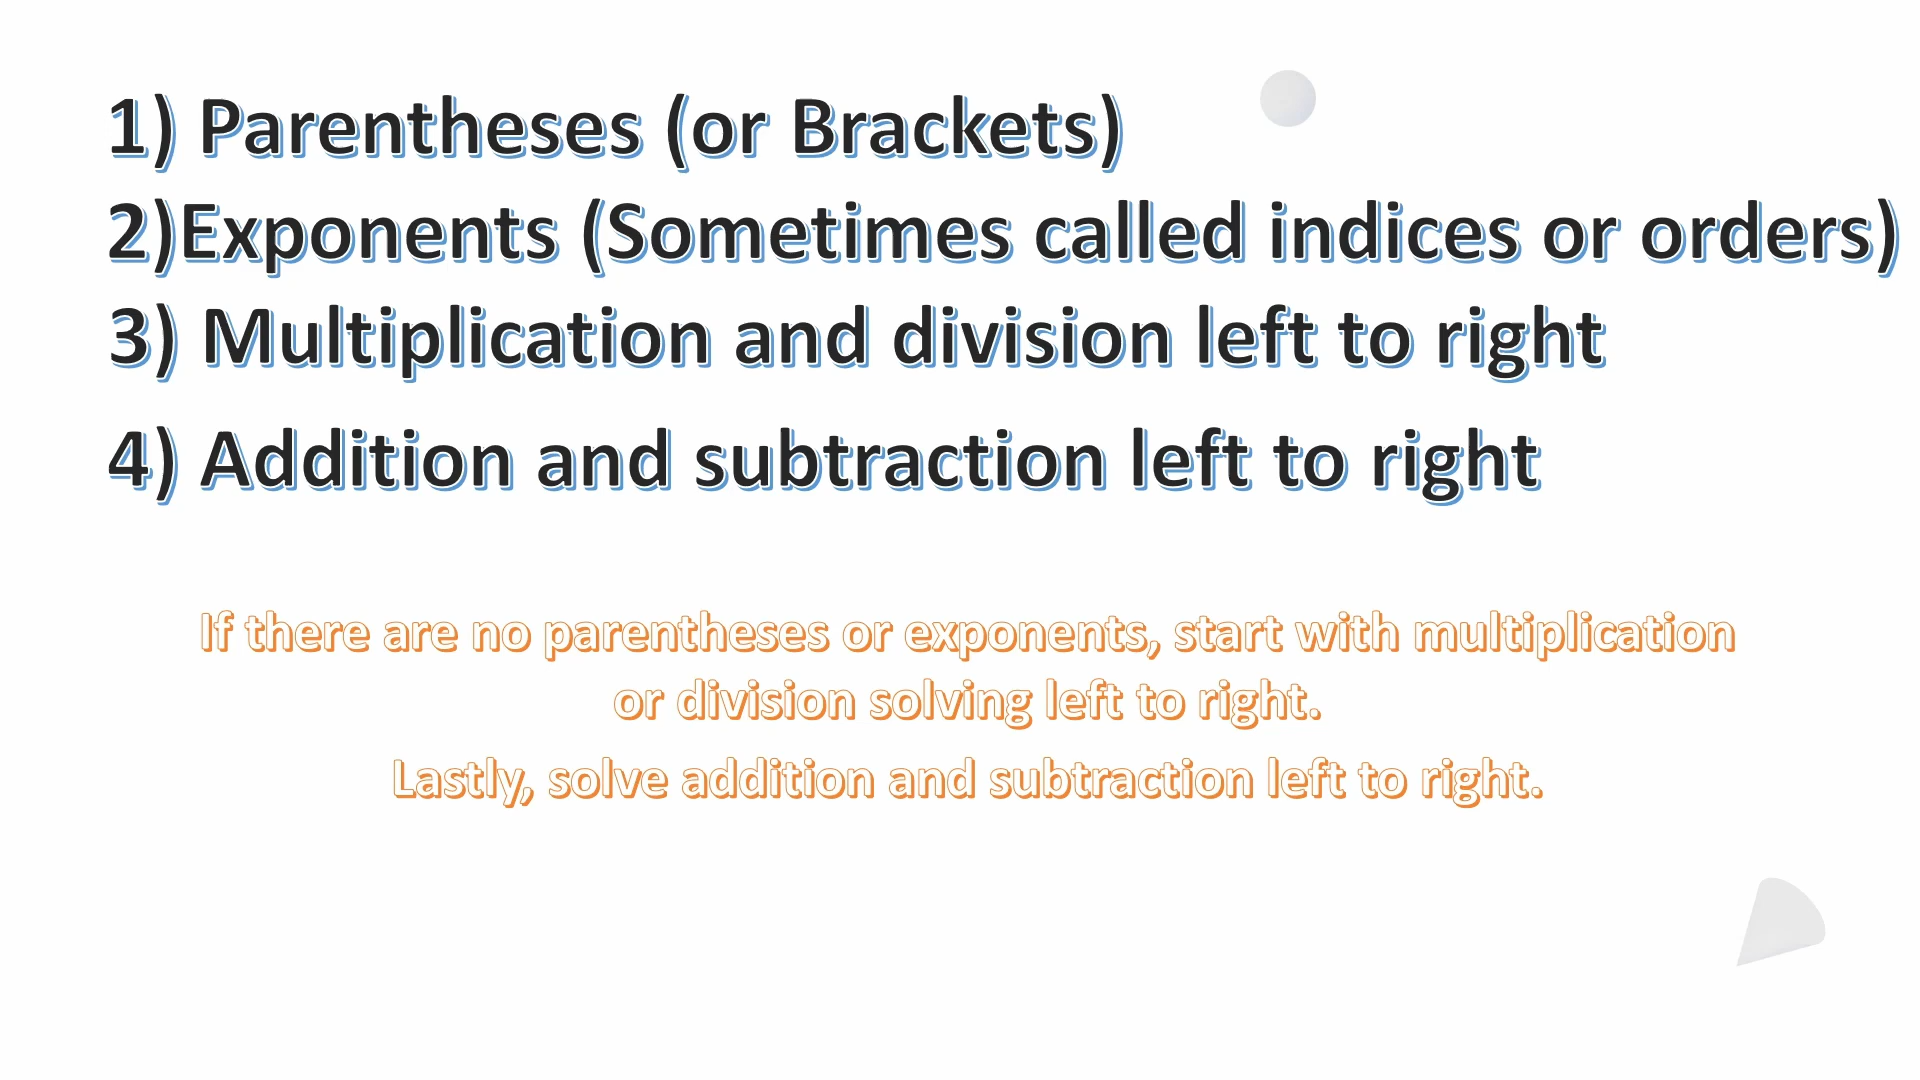 1) Parentheses (or Brackets)
2)Exponents (Sometimes called indices or orders)
3) Multiplication and division left to right
4) Addition and subtraction left to right
If there are no parentheses or exponents, start with multiplication
or division solving left to right.
Lastly, solve addition and subtraction left to right.